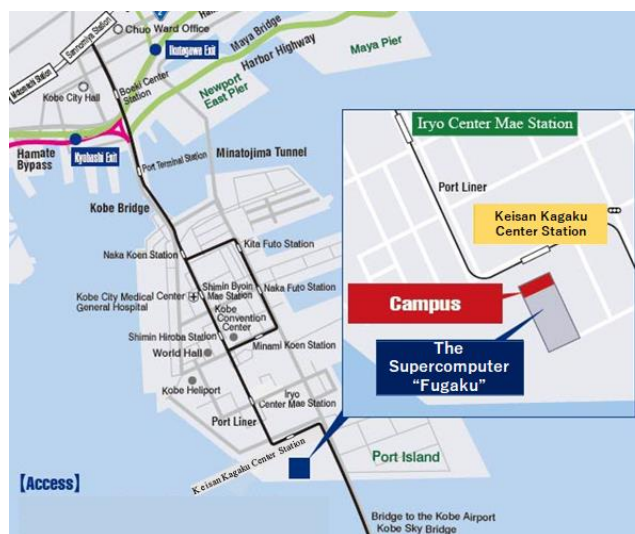 Chuo Ward Office
Ikutagawa Exit
Maya Bridge
Harbor Highway
Maya Pier
Sannomiya Station
Boeki Center
Station
Kobe City Hall
Newport
East Pier
Hamate
Bypass
Kyobashi Exit
Port Terminal Station
Minatojima Tunnel
Kobe Bridge
Naka Koen Station
Kita Futo Station
Kobe City Medical Center
General Hospital
Shimin Byoin
Mae Station
Naka Futo Station
Kobe
Convention
Center
Shimin Hiroba Station
World Hall
Minami Koen Station
Kobe Heliport
Iryo
Center Mae Station
Port Liner
Keisan Kagaku Center Station
Port Island
【Access】
Bridge to the Kobe Airport
Kobe Sky Bridge
Iryo Center Mae Station
Port Liner
Keisan Kagaku
Center Station
Campus
The
Supercomputer
“Fugaku”